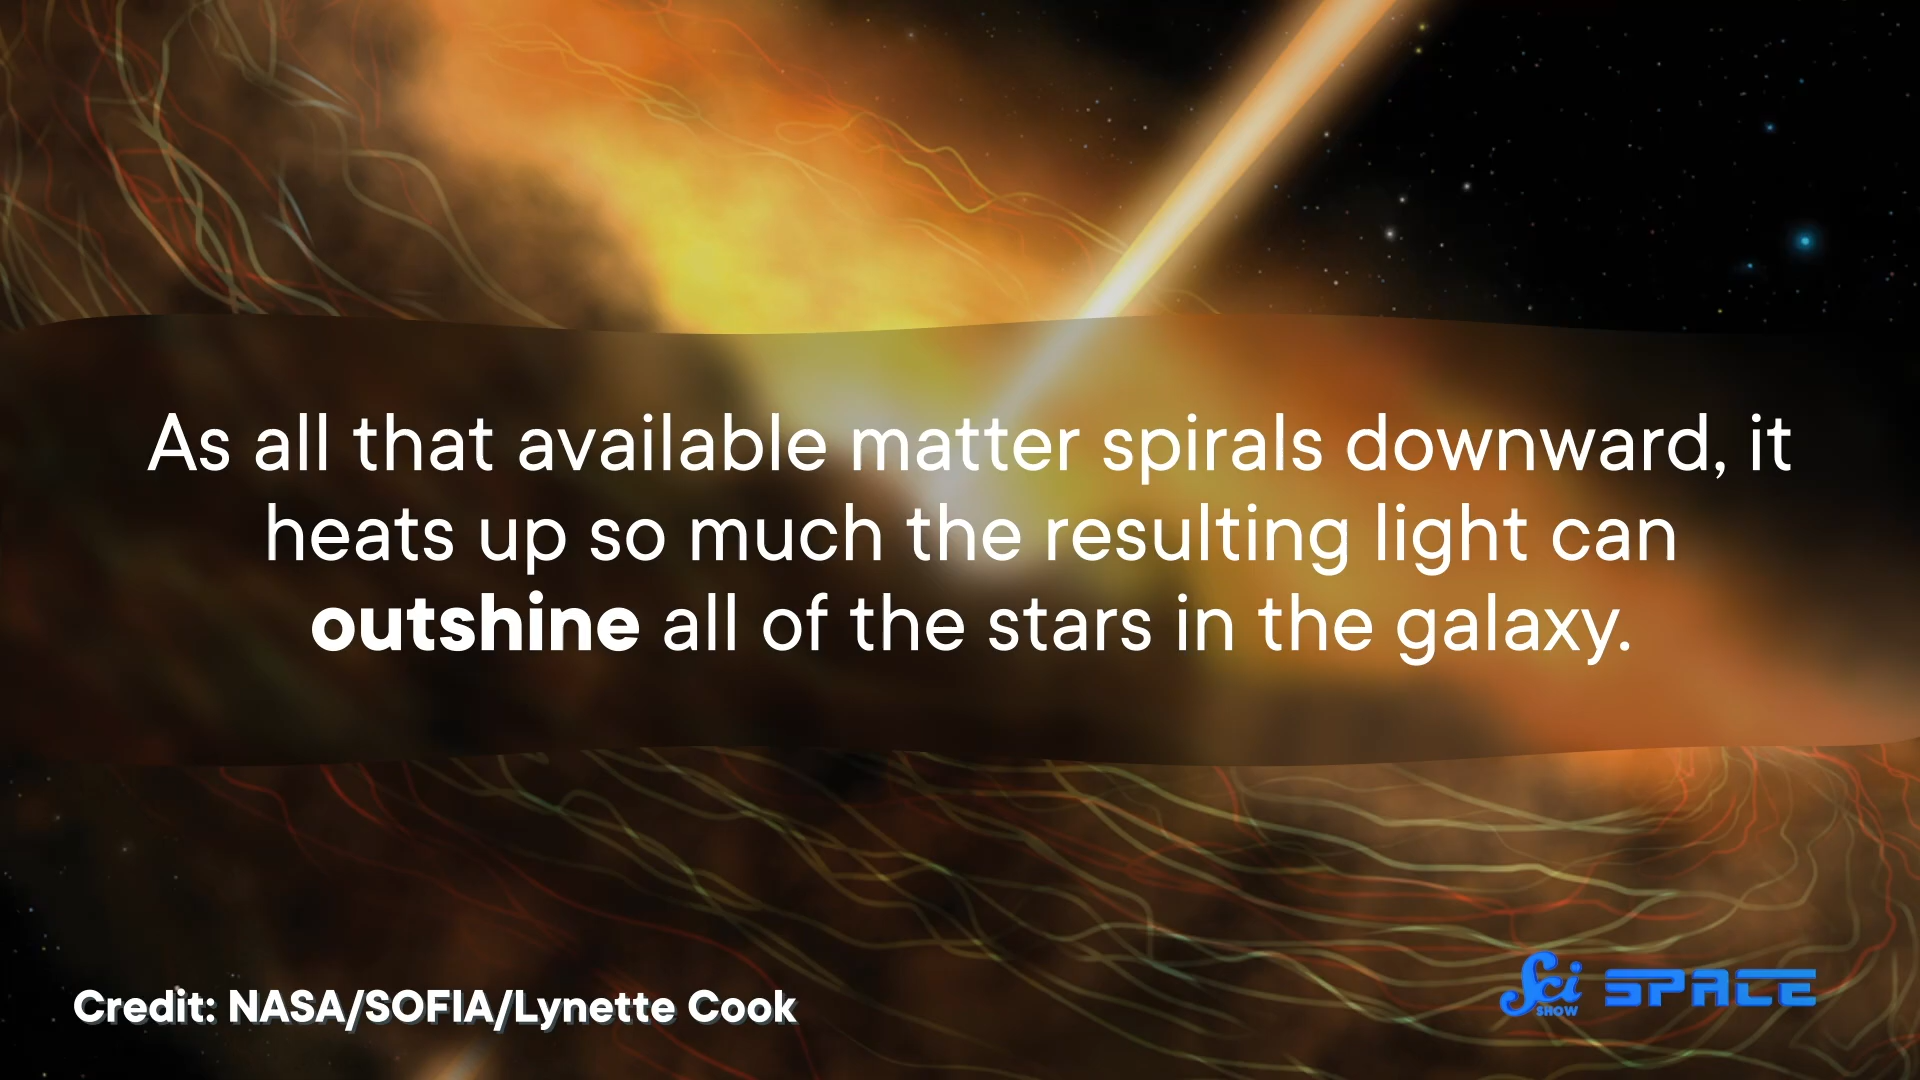 As all that available matter spirals downward, it
heats up so much the resulting light can
outshine all of the stars in the galaxy.
Credit: NASA/SOFIA/Lynette Cook
Sci SHOW SPACE